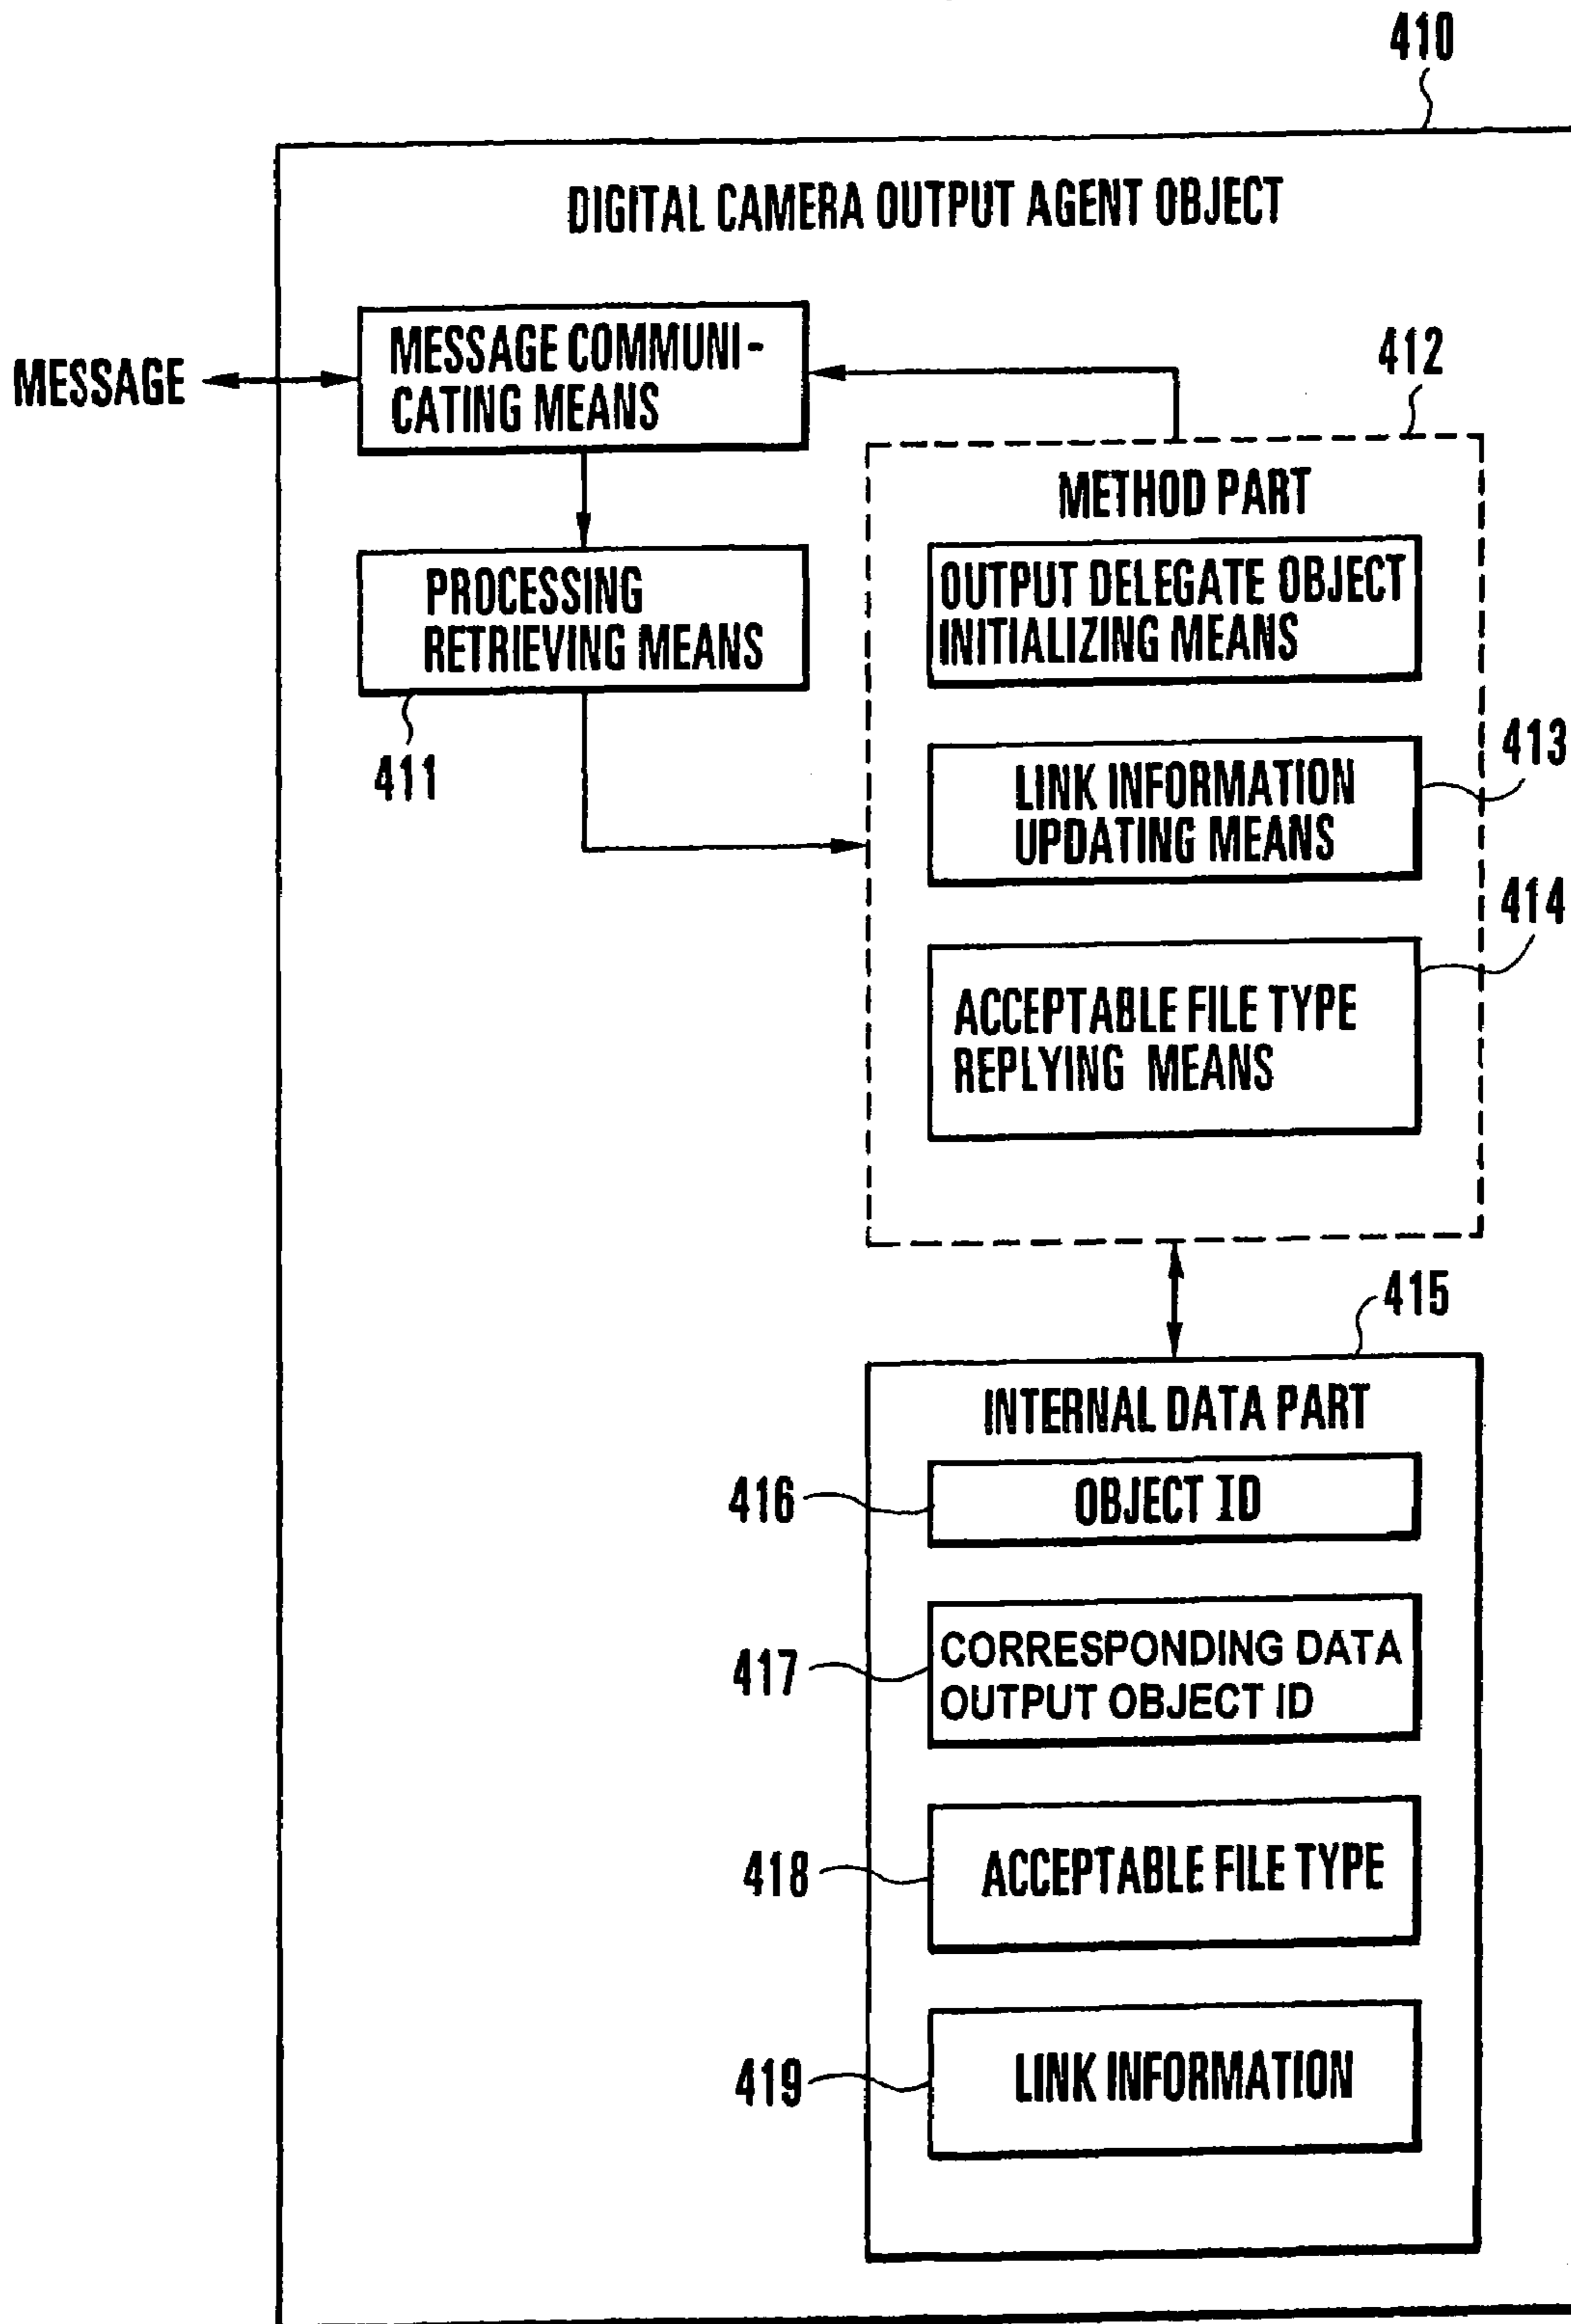 410
DIGITAL CAMERA OUTPUT AGENT OBJECT
MESSAGE
MESSAGE COMMUNI-
CATING MEANS
412
METHOD PART
OUTPUT DELEGATE OBJECT
INITIALIZING MEANS
PROCESSING
RETRIEVING MEANS
411
413
LINK INFORMATION
UPDATING MEANS
414
ACCEPTABLE FILE TYPE
REPLYING MEANS
415
INTERNAL DATA PART
416
OBJECT ID
417
CORRESPONDING DATA
OUTPUT OBJECT ID
418
ACCEPTABLE FILE TYPE
419
LINK INFORMATION